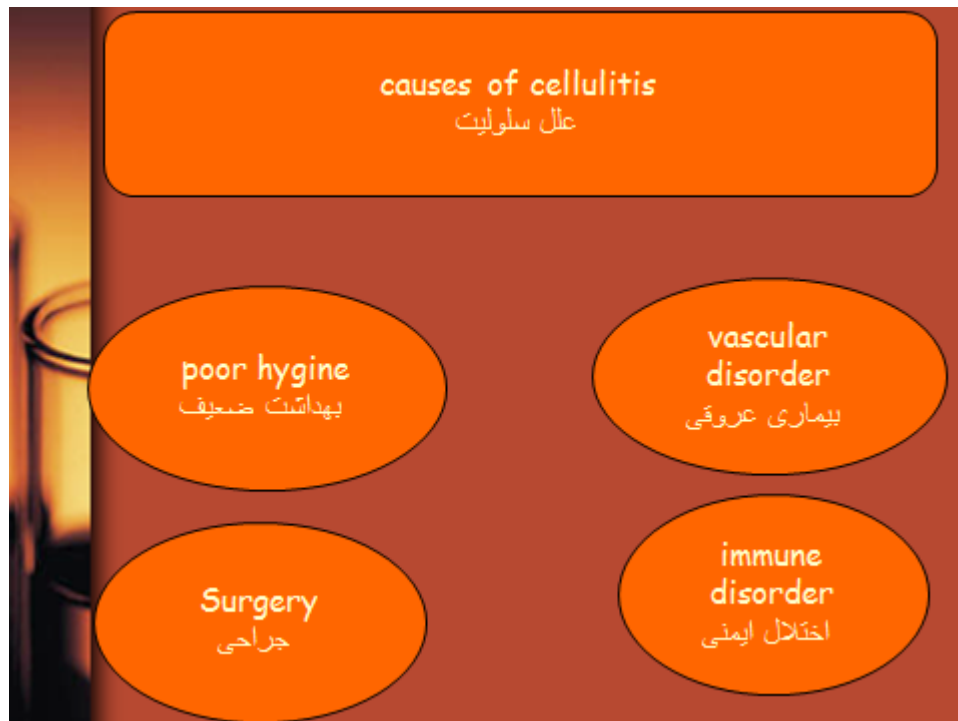 causes of cellulitis
علل سلولیت
poor hygine
بهداشت ضعیف
vascular
disorder
بیماری عروقی
Surgery
جراحی
immune
disorder
اختلال ایمنی